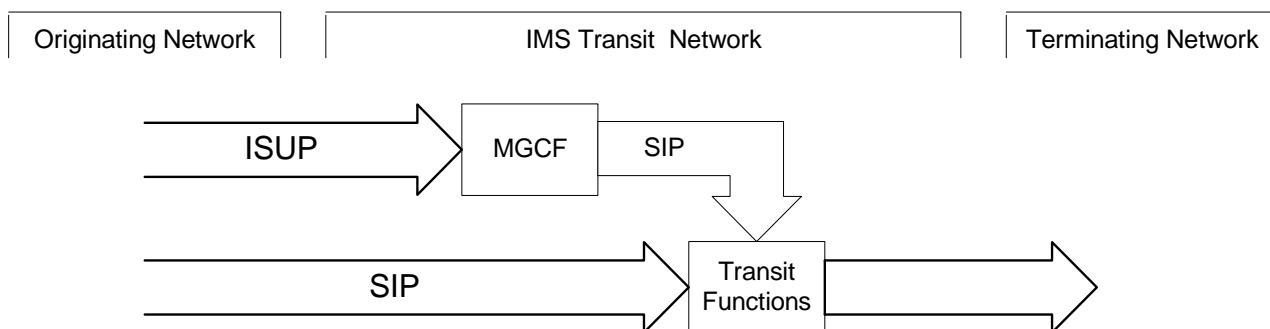 Originating Network
IMS Transit Network
Terminating Network
ISUP
MGCF
SIP
SIP
Transit
Functions